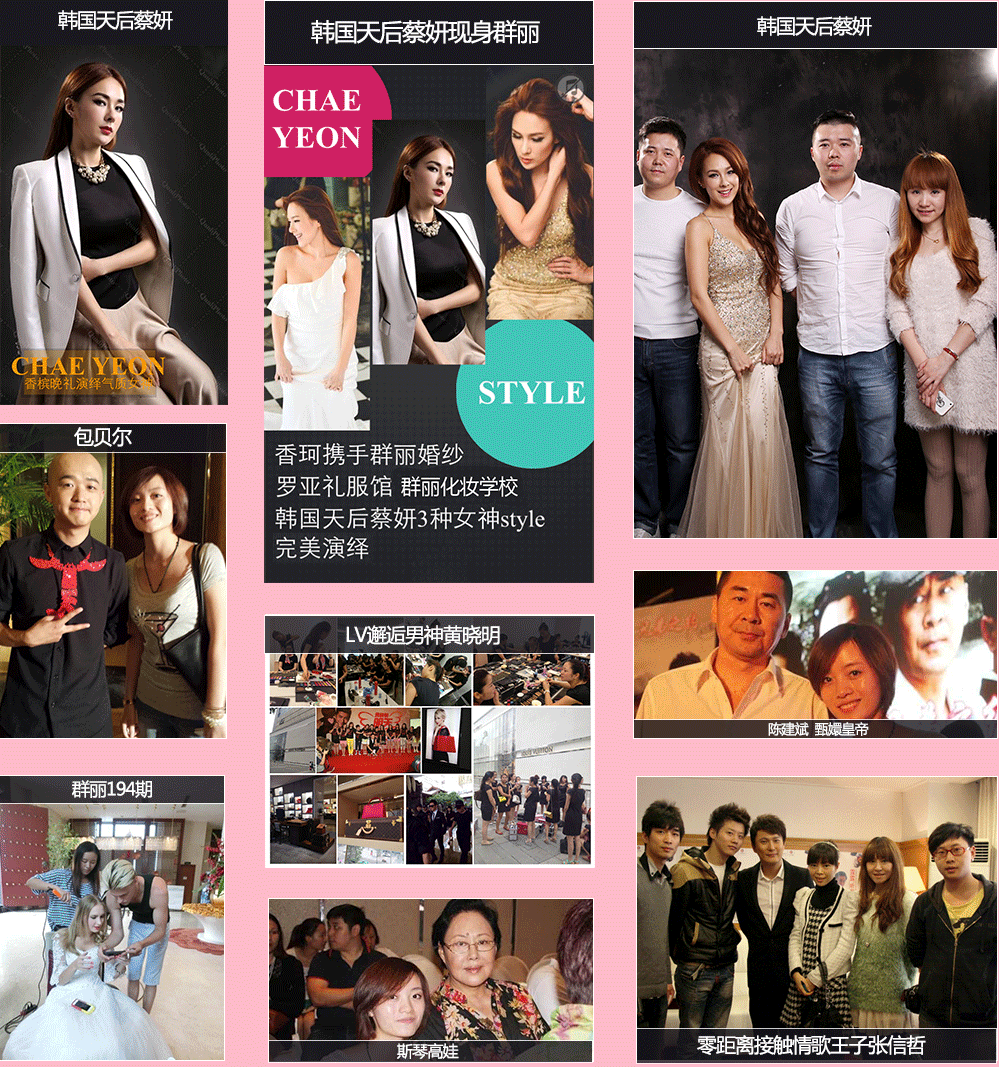 韩国天后蔡妍
CHAE YEON
香槟晚礼演绎气质女神
包贝尔
群丽194期
韩国天后蔡妍现身群丽
CHAE
YEON
STYLE
香珂携手群丽婚纱
罗亚礼服馆 群丽化妆学校
韩国天后蔡妍3种女神style
完美演绎
LV邂逅男神黄晓明
LOUIS VUITTON
斯琴高娃
韩国天后蔡妍
陈建斌 甄嬛皇帝
零距离接触情歌王子张信哲